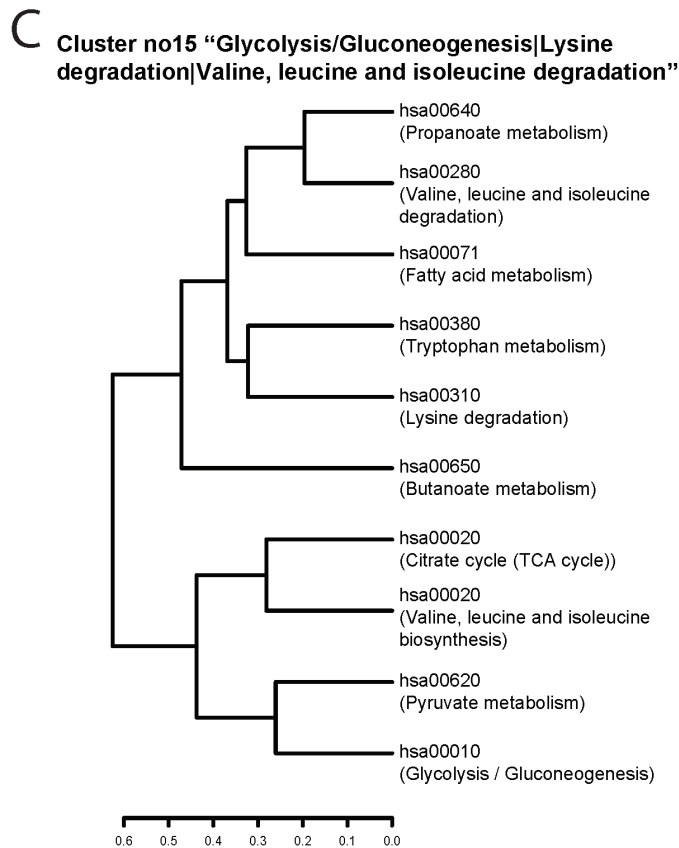 C
Cluster no15 “Glycolysis/Gluconeogenesis|Lysine
degradation|Valine, leucine and isoleucine degradation”
hsa00640
(Propanoate metabolism)
hsa00280
(Valine, leucine and isoleucine
degradation)
hsa00071
(Fatty acid metabolism)
hsa00380
(Tryptophan metabolism)
hsa00310
(Lysine degradation)
hsa00650
(Butanoate metabolism)
hsa00020
(Citrate cycle (TCA cycle))
hsa00020
(Valine, leucine and isoleucine
biosynthesis)
hsa00620
(Pyruvate metabolism)
hsa00010
(Glycolysis / Gluconeogenesis)
0.6 0.5 0.4 0.3 0.2 0.1 0.0